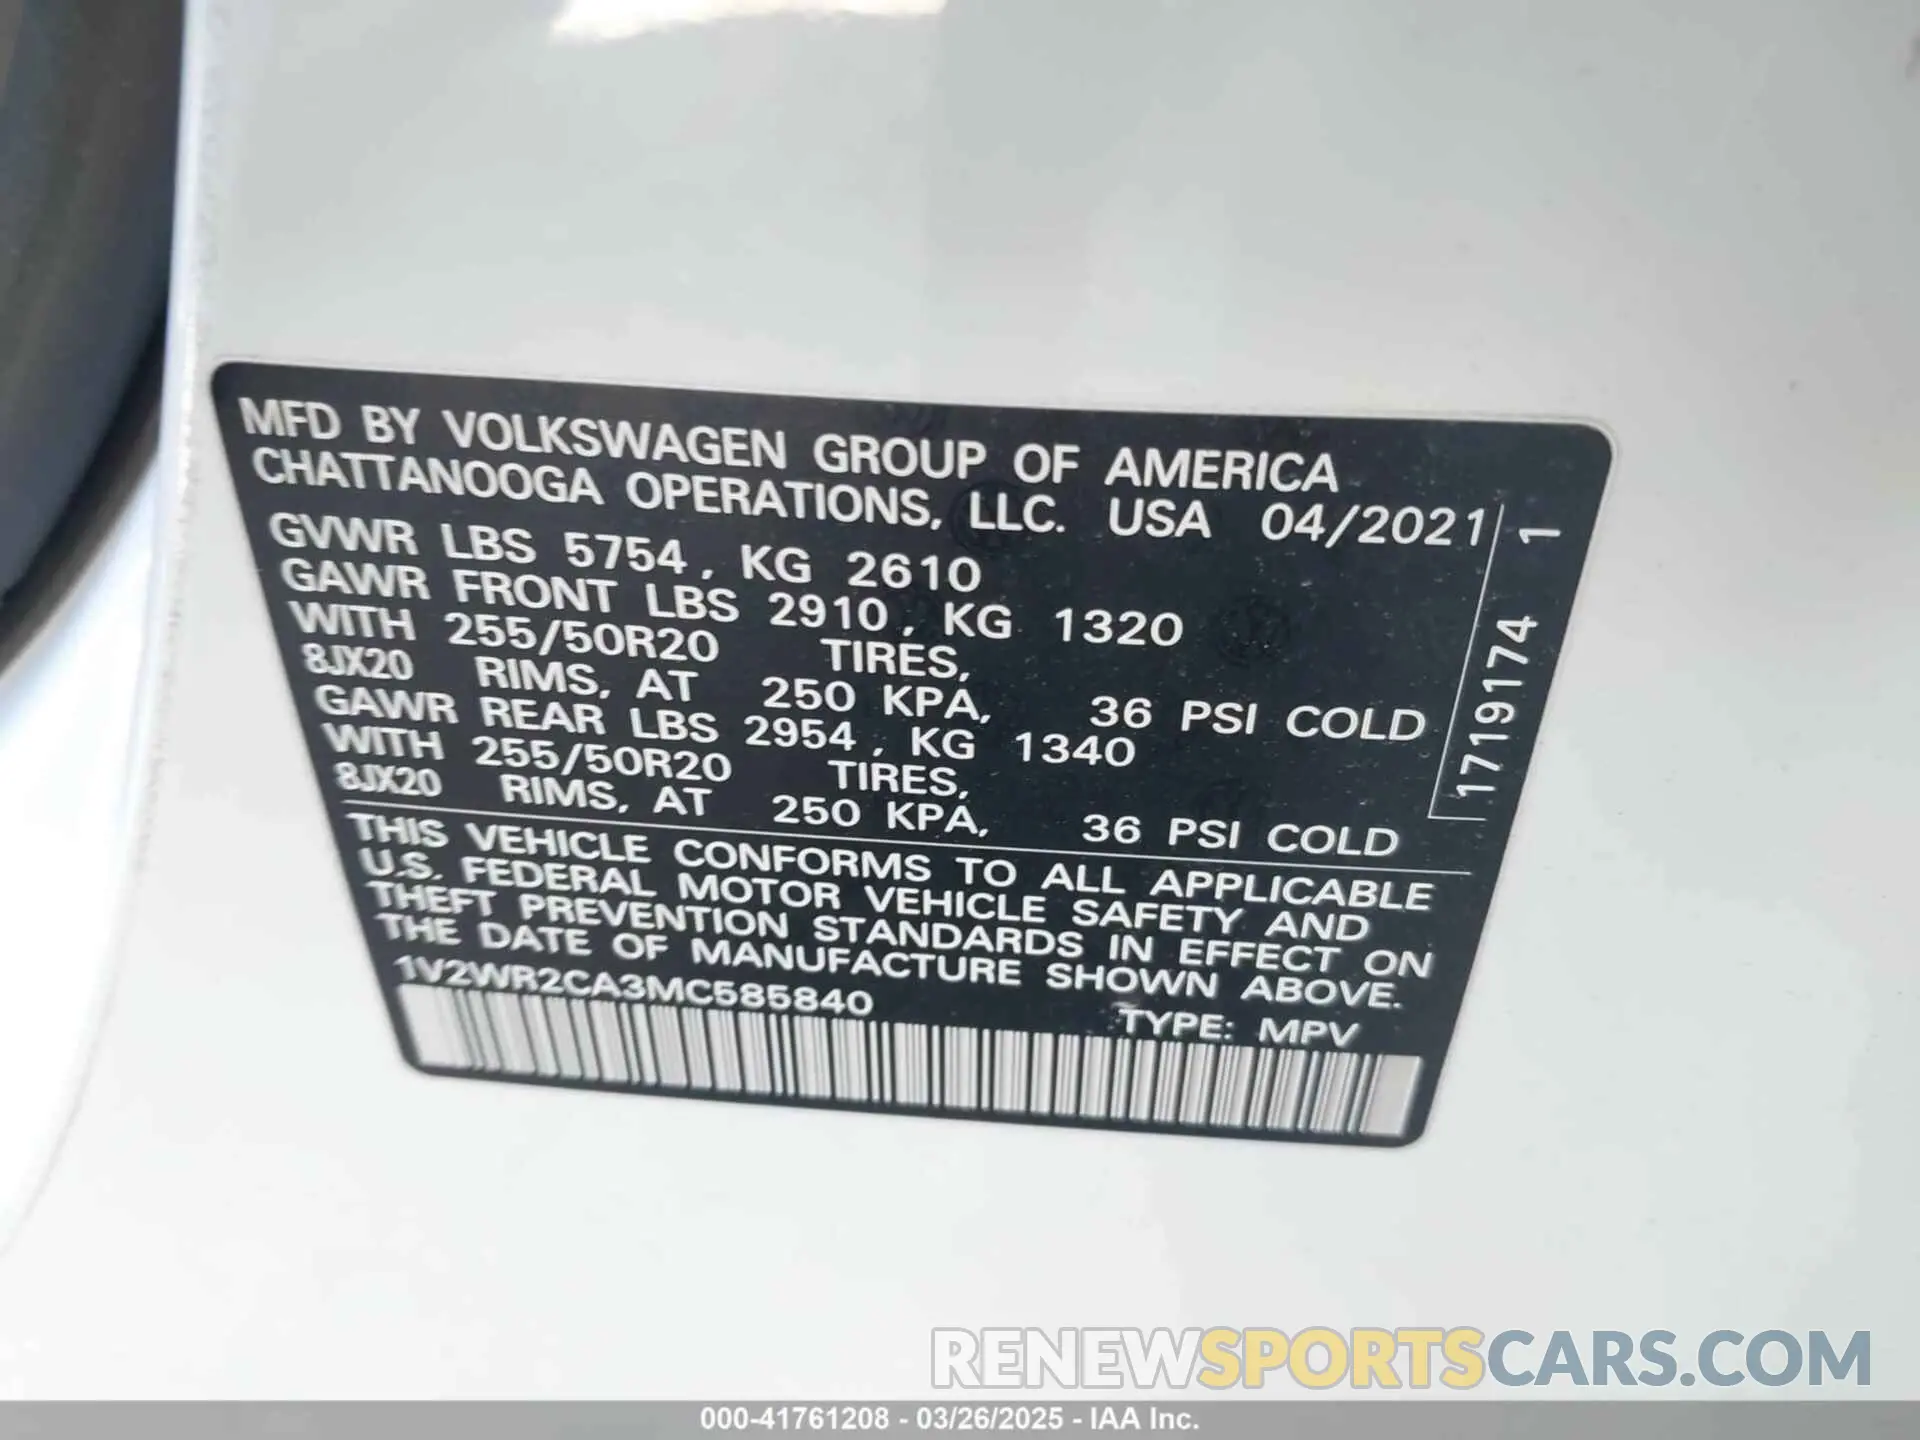 MFD BY VOLKSWAGEN GROUP OF AMERICA
CHATTANOOGA OPERATIONS, LLC. USA 04/2021
GVWR LBS 5754, KG 2610
GAWR FRONT LBS 2910, KG 1320
WITH 255/50R20 TIRES,
8JX20 RIMS, AT 250 KPA, 36 PSI COLD
GAWR REAR LBS 2954, KG 1340
WITH 255/50R20 TIRES,
8JX20 RIMS, AT 250 KPA, 36 PSI COLD
1719174 1
THIS VEHICLE CONFORMS TO ALL APPLICABLE
U.S. FEDERAL MOTOR VEHICLE SAFETY AND
THEFT PREVENTION STANDARDS IN EFFECT ON
THE DATE OF MANUFACTURE SHOWN ABOVE.
1V2WR2CA3MC585840 TYPE: MPV
RENEWSPORTSCARS.COM
000-41761208 - 03/26/2025 - IAA Inc.